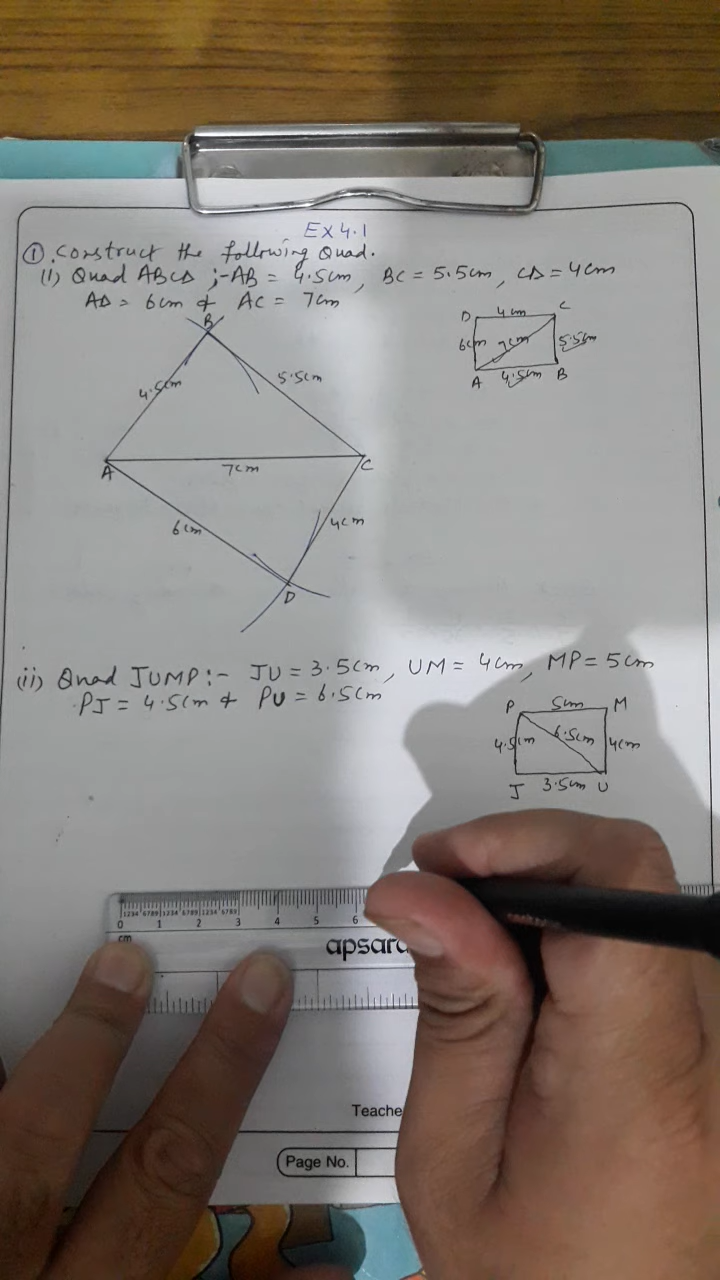 Ex 4.1
① Construct the following Quad.
(i) Quad ABCD :- AB = 4.5cm, BC = 5.5cm, CD = 4cm
AD = 6cm & AC = 7cm
D 4cm C
6cm 7cm 5.5cm
A 4.5cm B
B
4.5cm 5.5cm
A 7cm C
6cm 4cm
D
(ii) Quad JUMP :- JU = 3.5cm, UM = 4cm, MP = 5cm
PJ = 4.5cm & PU = 6.5cm
P 5cm M
4.5cm 6.5cm 4cm
J 3.5cm U
0 1 2 3 4 5 6
cm
apsara
Teache
Page No.